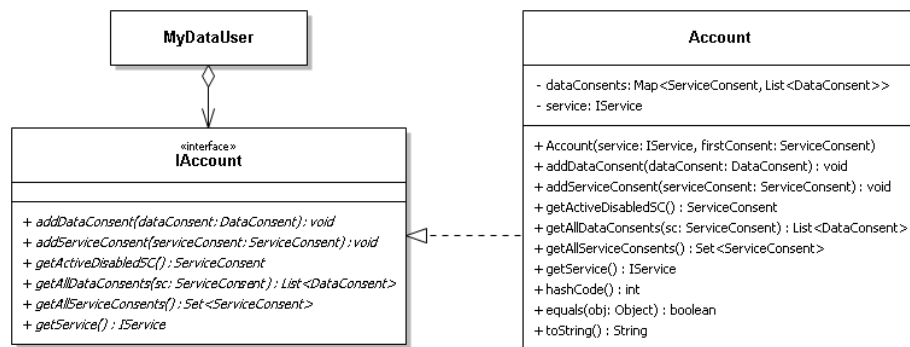 MyDataUser
«interface»
IAccount
+ addDataConsent(dataConsent: DataConsent) : void
+ addServiceConsent(serviceConsent: ServiceConsent) : void
+ getActiveDisabledSC() : ServiceConsent
+ getAllDataConsents(sc: ServiceConsent) : List<DataConsent>
+ getAllServiceConsents() : Set<ServiceConsent>
+ getService() : IService
Account
- dataConsents: Map<ServiceConsent, List<DataConsent>>
- service: IService
+ Account(service: IService, firstConsent: ServiceConsent)
+ addDataConsent(dataConsent: DataConsent) : void
+ addServiceConsent(serviceConsent: ServiceConsent) : void
+ getActiveDisabledSC() : ServiceConsent
+ getAllDataConsents(sc: ServiceConsent) : List<DataConsent>
+ getAllServiceConsents() : Set<ServiceConsent>
+ getService() : IService
+ hashCode() : int
+ equals(obj: Object) : boolean
+ toString() : String